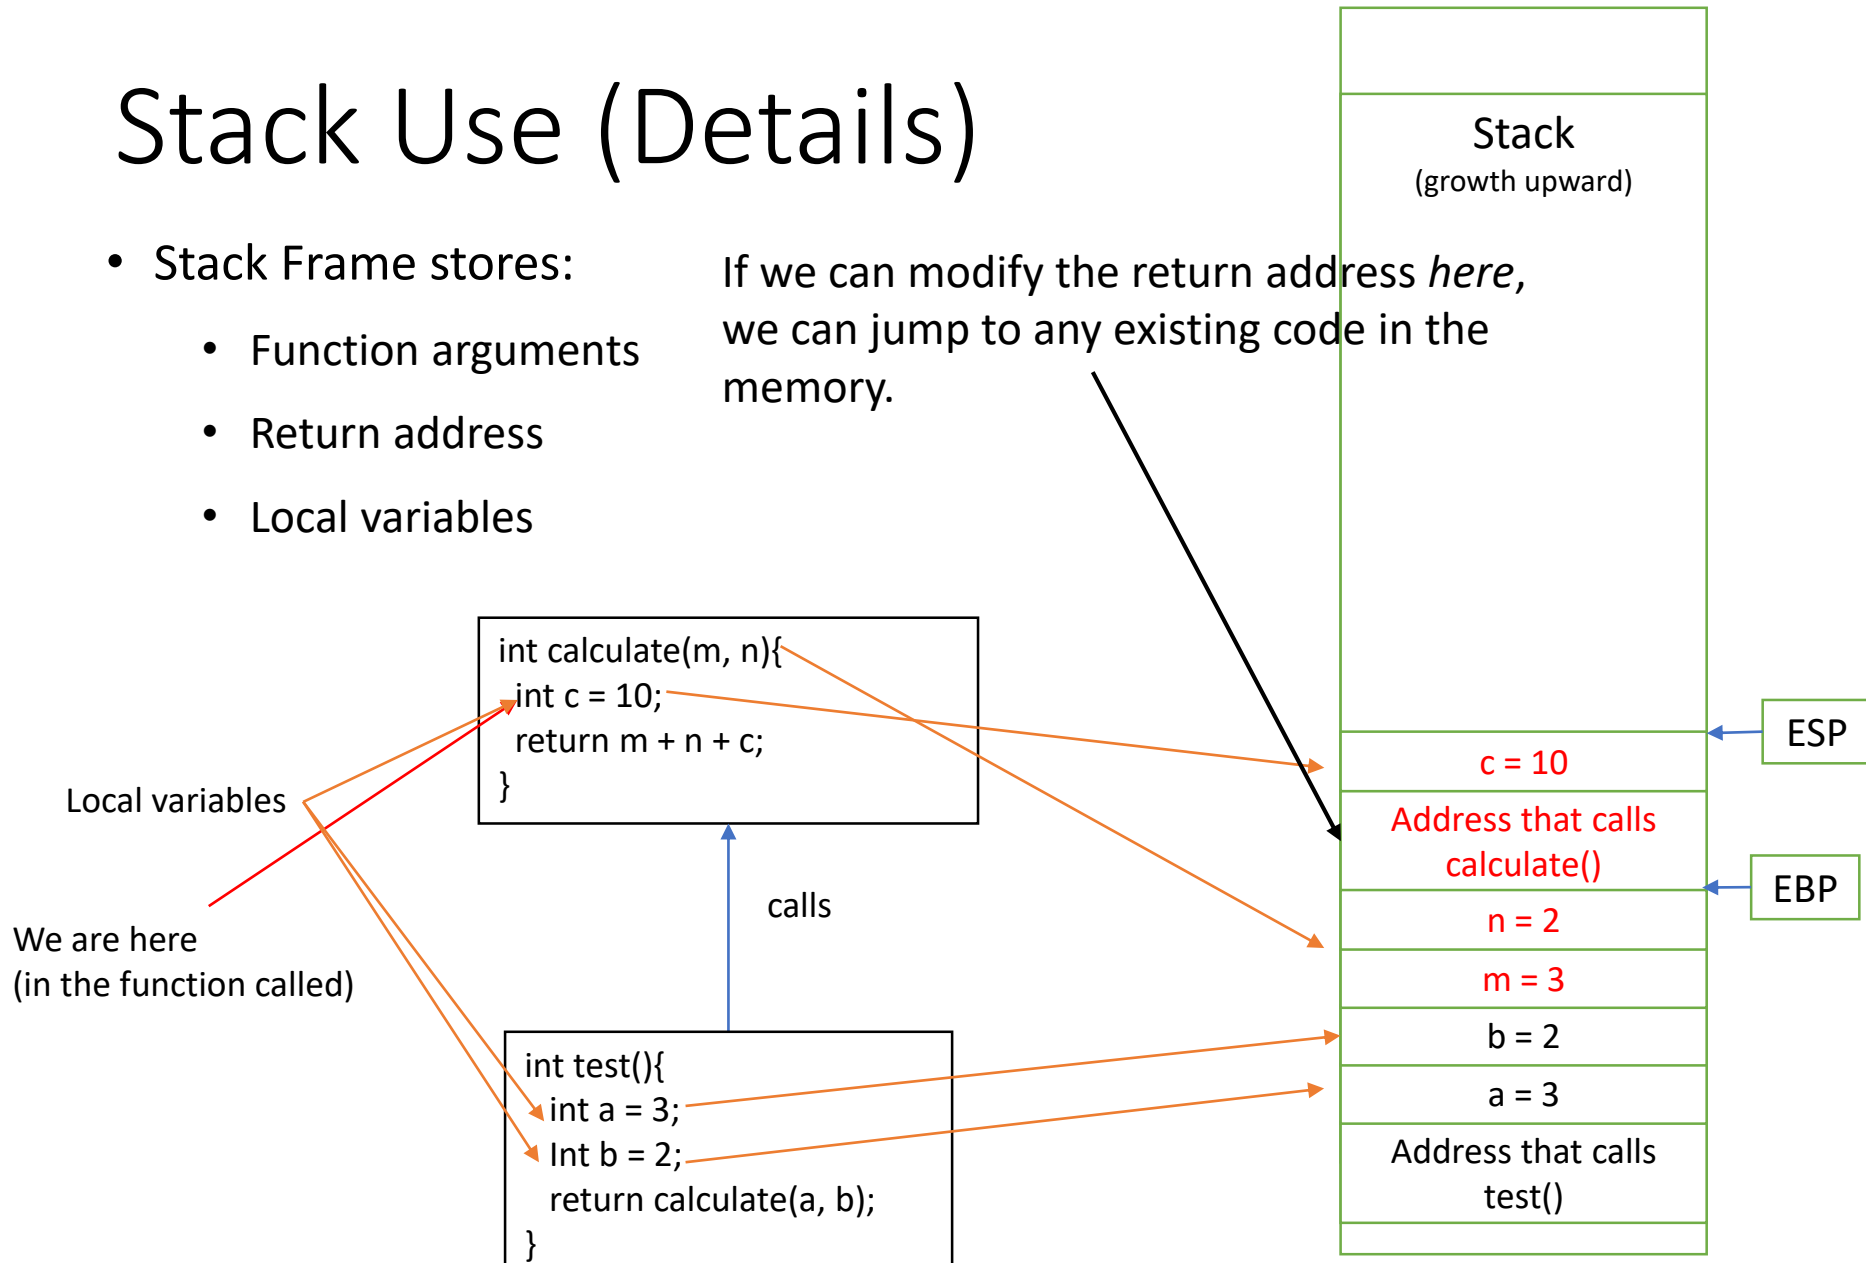 Stack Use (Details)
• Stack Frame stores:
• Function arguments
• Return address
• Local variables
If we can modify the return address here,
we can jump to any existing code in the
memory.
Stack
(growth upward)
int calculate(m, n){
int c = 10;
return m + n + c;
}
Local variables
We are here
(in the function called)
calls
int test(){
int a = 3;
Int b = 2;
return calculate(a, b);
}
c = 10
Address that calls
calculate()
n = 2
m = 3
b = 2
a = 3
Address that calls
test()
ESP
EBP